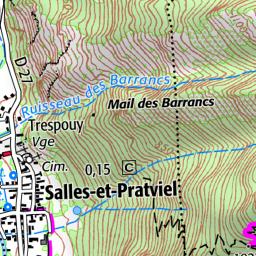 D 27
Ruisseau des Barrancs
Mail des Barrancs
Trespouy
Vge
Cim.
0,15
C
Salles-et-Pratviel